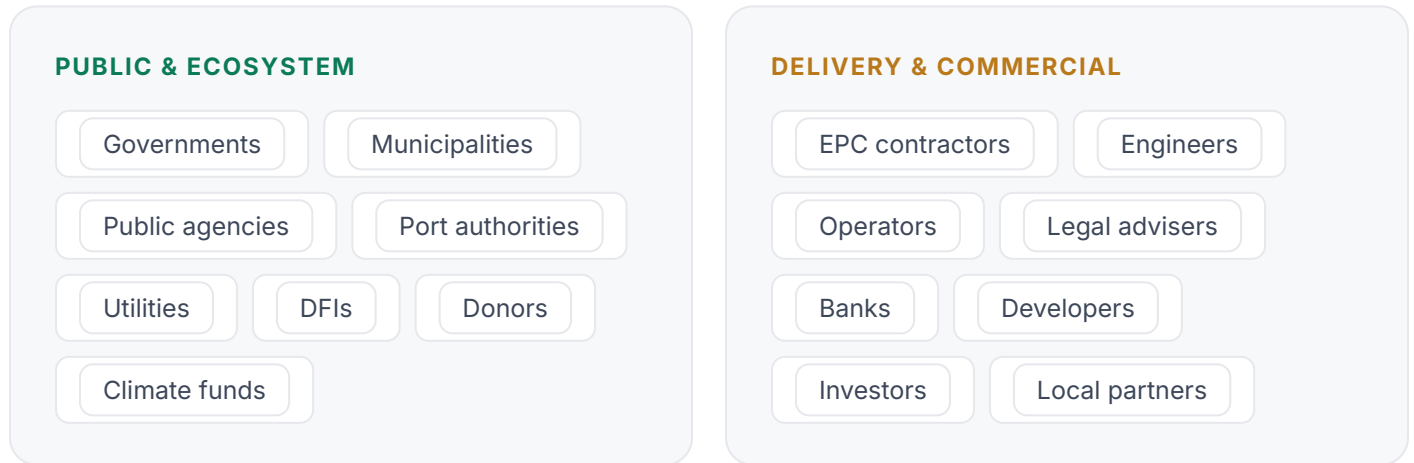 PUBLIC & ECOSYSTEM
Governments
Municipalities
Public agencies
Port authorities
Utilities
DFIs
Donors
Climate funds
DELIVERY & COMMERCIAL
EPC contractors
Engineers
Operators
Legal advisers
Banks
Developers
Investors
Local partners